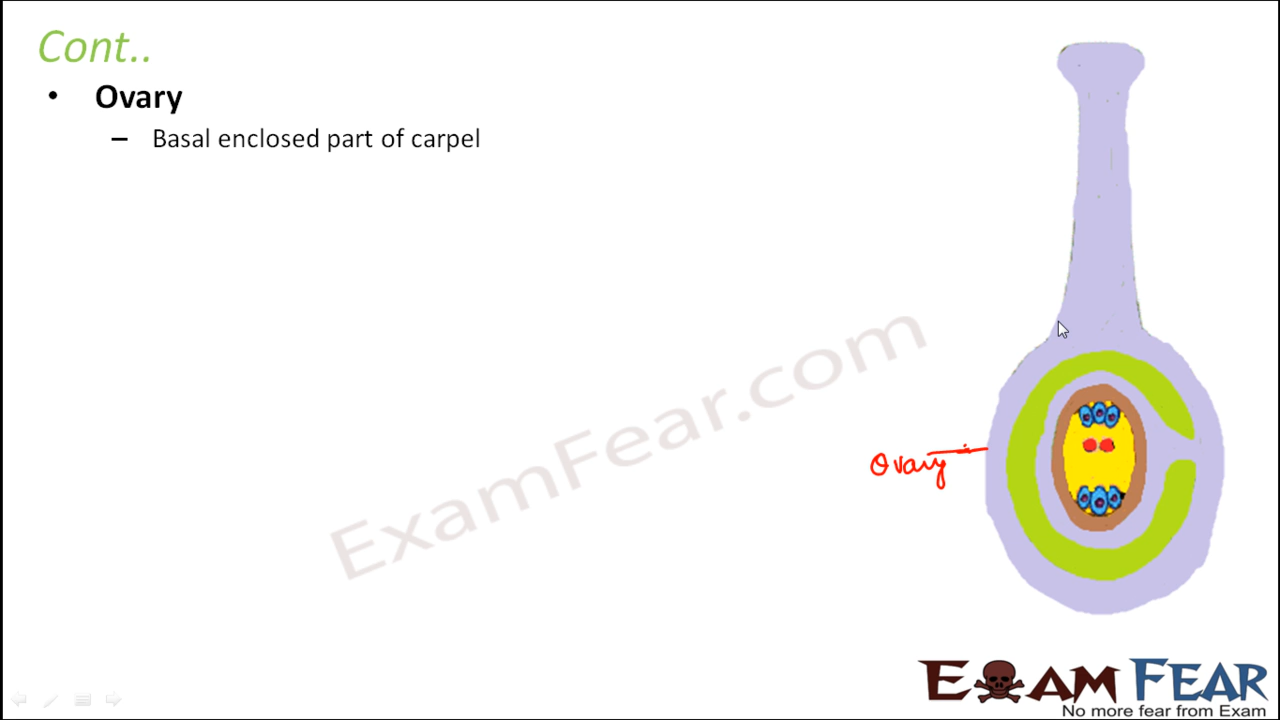 Cont..
• Ovary
– Basal enclosed part of carpel
Ovary
ExamFear.com
EXAM FEAR
No more fear from Exam